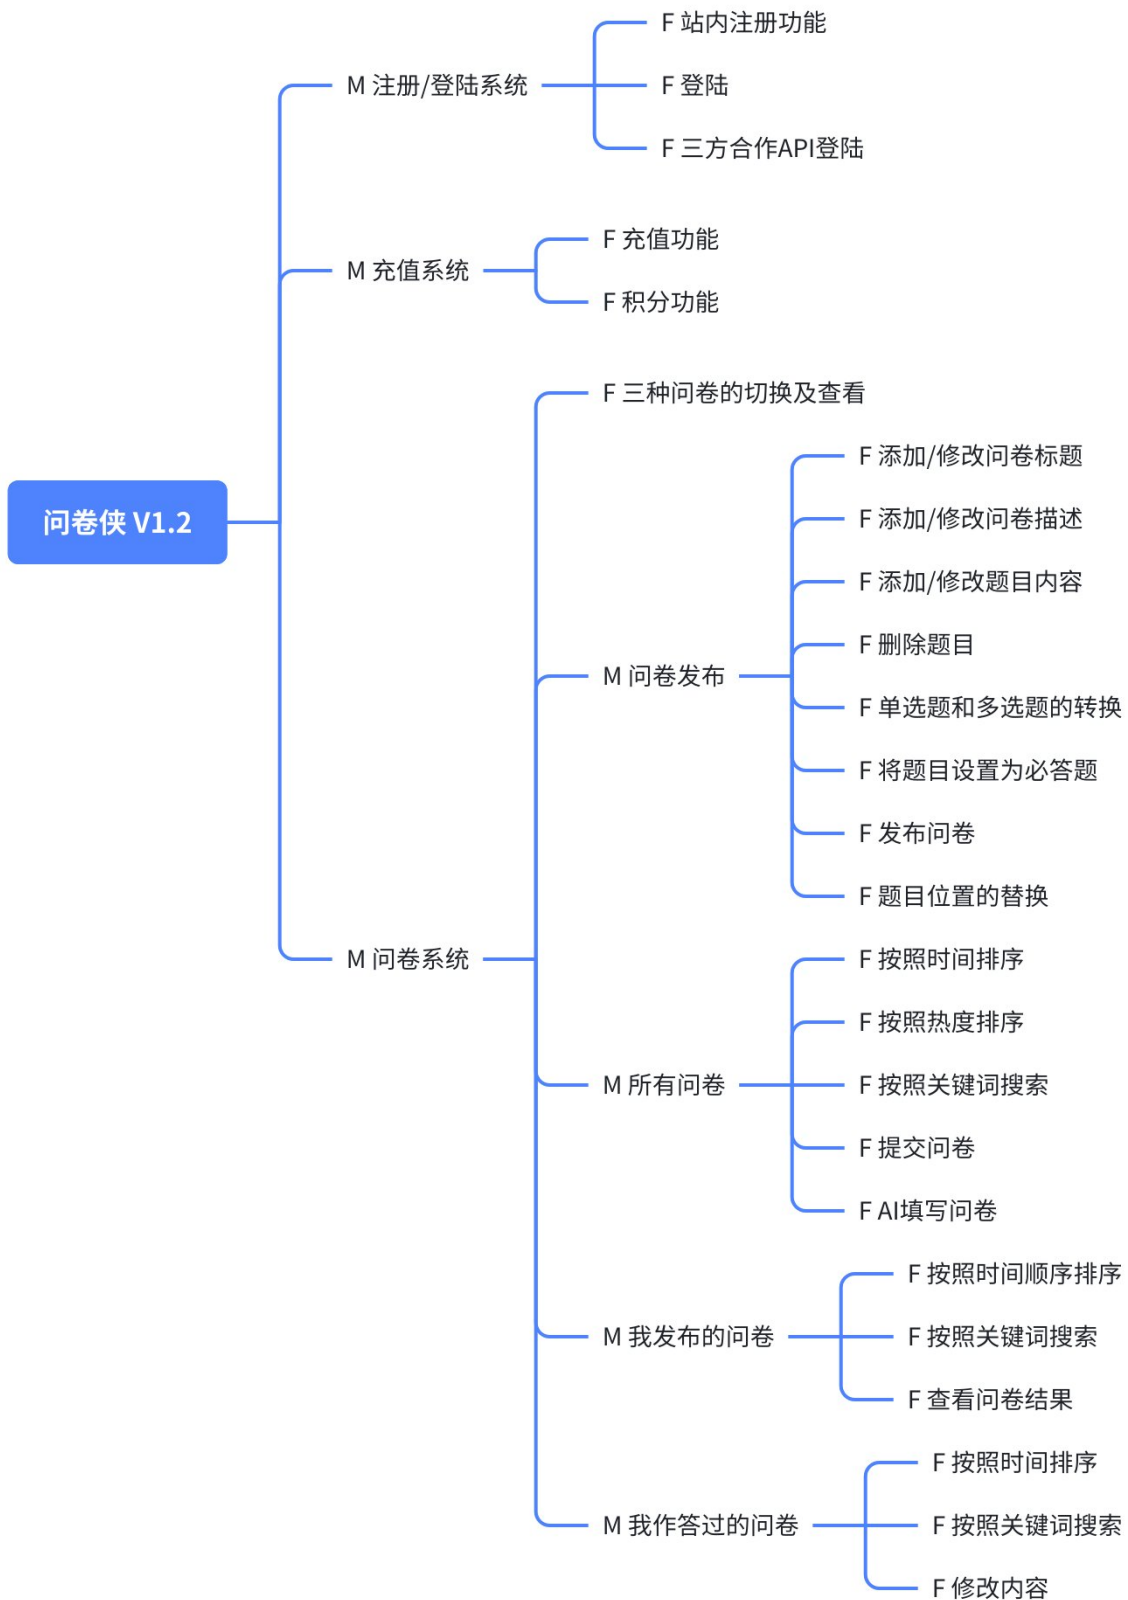 问卷侠 V1.2
M 注册/登陆系统
F 站内注册功能
F 登陆
F 三方合作API登陆
M 充值系统
F 充值功能
F 积分功能
M 问卷系统
F 三种问卷的切换及查看
M 问卷发布
F 添加/修改问卷标题
F 添加/修改问卷描述
F 添加/修改题目内容
F 删除题目
F 单选题和多选题的转换
F 将题目设置为必答题
F 发布问卷
F 题目位置的替换
M 所有问卷
F 按照时间排序
F 按照热度排序
F 按照关键词搜索
F 提交问卷
F AI填写问卷
M 我发布的问卷
F 按照时间顺序排序
F 按照关键词搜索
F 查看问卷结果
M 我作答过的问卷
F 按照时间排序
F 按照关键词搜索
F 修改内容